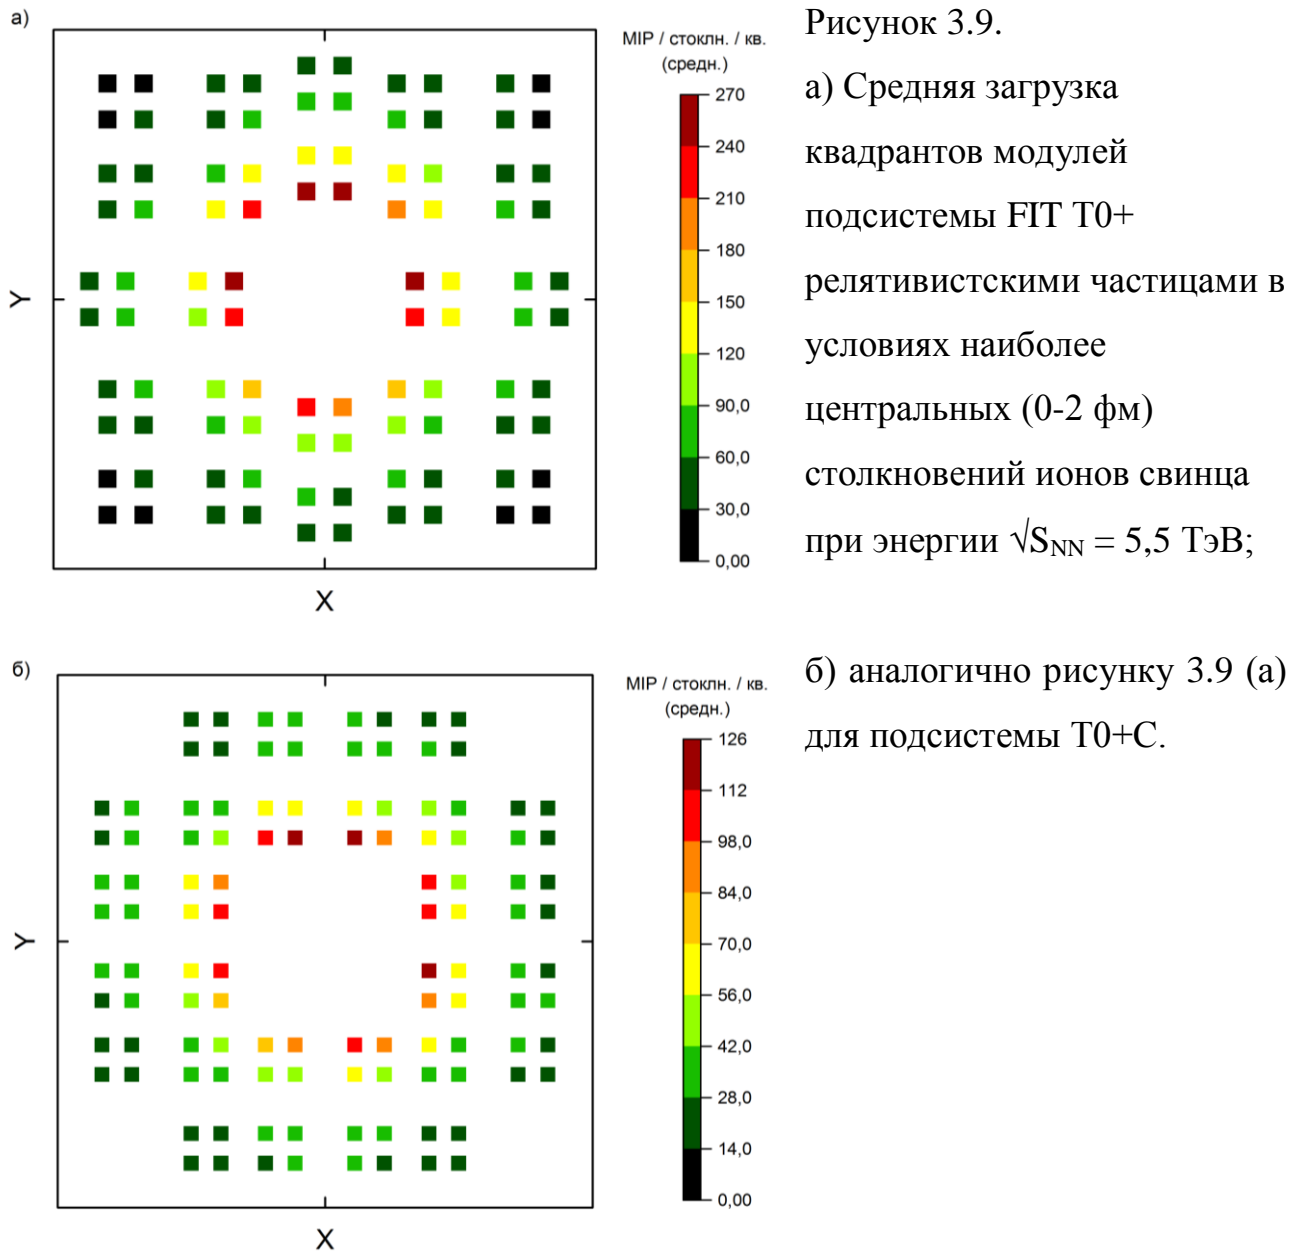 а)
MIP / стоклн. / кв.
(средн.)
270
240
210
180
150
120
90,0
60,0
30,0
0,00
Y
X
Рисунок 3.9.
а) Средняя загрузка
квадрантов модулей
подсистемы FIT T0+
релятивистскими частицами в
условиях наиболее
центральных (0-2 фм)
столкновений ионов свинца
при энергии √S_NN = 5,5 ТэВ;
б)
MIP / стоклн. / кв.
(средн.)
126
112
98,0
84,0
70,0
56,0
42,0
28,0
14,0
0,00
Y
X
б) аналогично рисунку 3.9 (а)
для подсистемы T0+C.